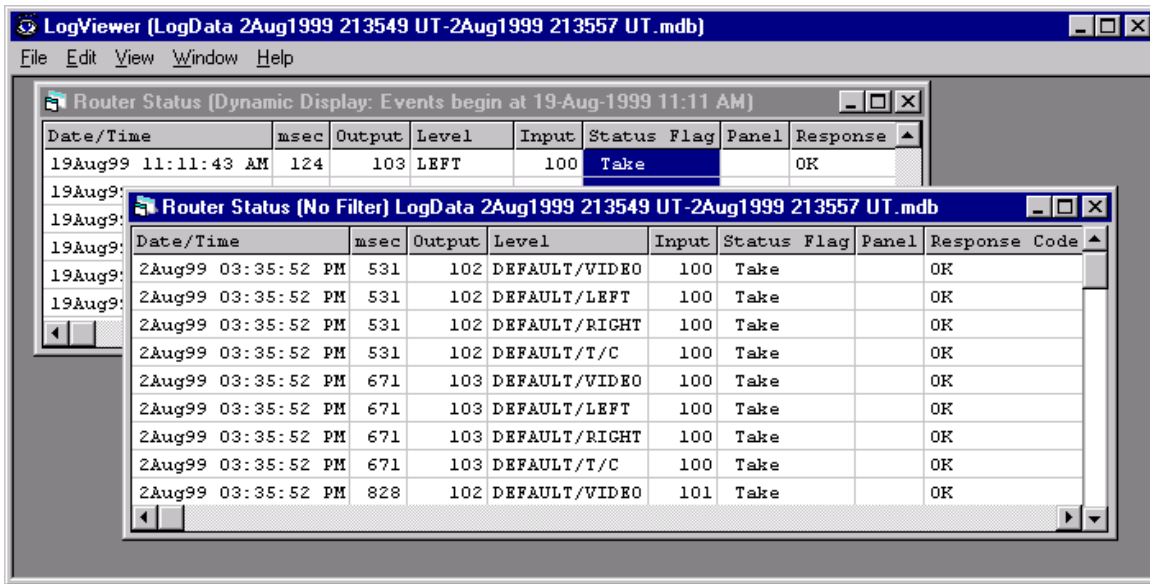 LogViewer (LogData 2Aug1999 213549 UT-2Aug1999 213557 UT.mdb)
File Edit View Window Help
Router Status (Dynamic Display: Events begin at 19-Aug-1999 11:11 AM)
Date/Time msec Output Level Input Status Flag Panel Response
19Aug99 11:11:43 AM 124 103 LEFT 100 Take OK
19Aug9
19Aug9
19Aug9
19Aug9
19Aug9
Router Status (No Filter) LogData 2Aug1999 213549 UT-2Aug1999 213557 UT.mdb
Date/Time msec Output Level Input Status Flag Panel Response Code
2Aug99 03:35:52 PM 531 102 DEFAULT/VIDEO 100 Take OK
2Aug99 03:35:52 PM 531 102 DEFAULT/LEFT 100 Take OK
2Aug99 03:35:52 PM 531 102 DEFAULT/RIGHT 100 Take OK
2Aug99 03:35:52 PM 531 102 DEFAULT/T/C 100 Take OK
2Aug99 03:35:52 PM 671 103 DEFAULT/VIDEO 100 Take OK
2Aug99 03:35:52 PM 671 103 DEFAULT/LEFT 100 Take OK
2Aug99 03:35:52 PM 671 103 DEFAULT/RIGHT 100 Take OK
2Aug99 03:35:52 PM 671 103 DEFAULT/T/C 100 Take OK
2Aug99 03:35:52 PM 828 102 DEFAULT/VIDEO 101 Take OK